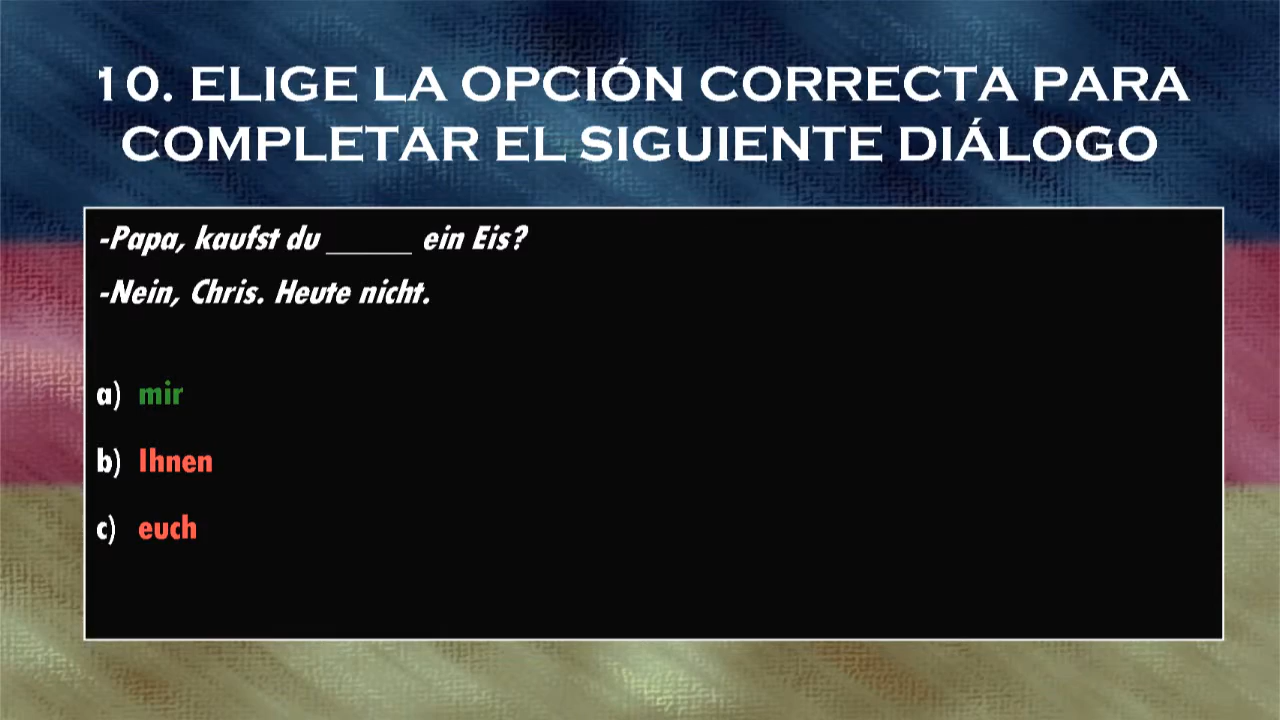 10. ELIGE LA OPCIÓN CORRECTA PARA
COMPLETAR EL SIGUIENTE DIÁLOGO
-Papa, kaufst du _____ ein Eis?
-Nein, Chris. Heute nicht.
a) mir
b) Ihnen
c) euch